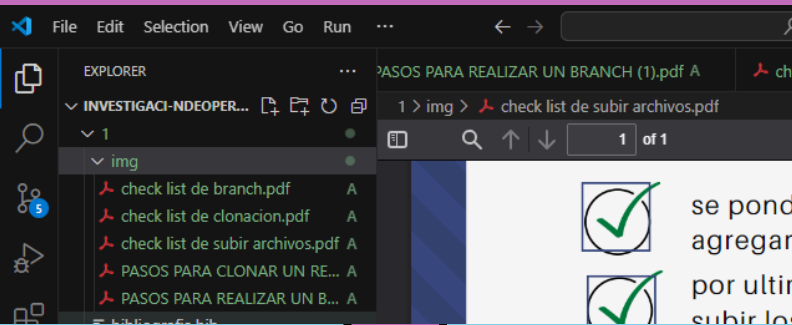 File Edit Selection View Go Run ...
EXPLORER ...
INVESTIGACI-NDEOPER...
1
img
check list de branch.pdf A
check list de clonacion.pdf A
check list de subir archivos.pdf A
PASOS PARA CLONAR UN RE... A
PASOS PARA REALIZAR UN B... A
5
PASOS PARA REALIZAR UN BRANCH (1).pdf A
ch
1 > img > check list de subir archivos.pdf
1 of 1
se pond
agregar
por ultin
subir los